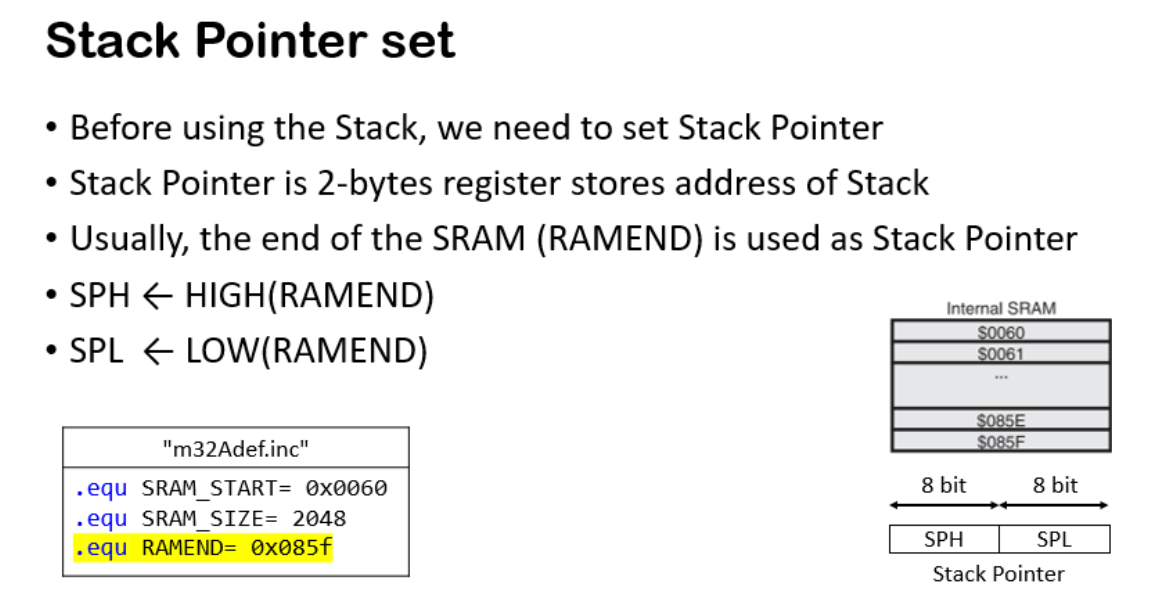 Stack Pointer set
• Before using the Stack, we need to set Stack Pointer
• Stack Pointer is 2-bytes register stores address of Stack
• Usually, the end of the SRAM (RAMEND) is used as Stack Pointer
• SPH ← HIGH(RAMEND)
• SPL ← LOW(RAMEND)
"m32Adef.inc"
.equ SRAM_START= 0x0060
.equ SRAM_SIZE= 2048
.equ RAMEND= 0x085f
Internal SRAM
$0060
$0061
...
$085E
$085F
8 bit 8 bit
SPH SPL
Stack Pointer